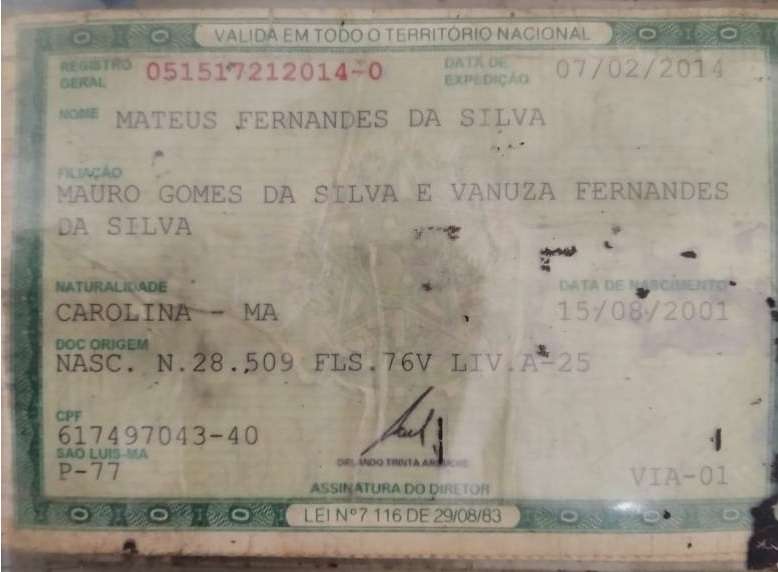 VALIDA EM TODO O TERRITÓRIO NACIONAL
REGISTRO GERAL 051517212014-0 DATA DE EXPEDIÇÃO 07/02/2014
NOME MATEUS FERNANDES DA SILVA
FILIAÇÃO
MAURO GOMES DA SILVA E VANUZA FERNANDES
DA SILVA
NATURALIDADE DATA DE NASCIMENTO
CAROLINA - MA 15/08/2001
DOC ORIGEM
NASC. N.28.509 FLS.76V LIV.A-25
CPF
617497043-40
SAO LUIS-MA
P-77 VIA-01
ASSINATURA DO DIRETOR
LEI Nº 7.116 DE 29/08/83